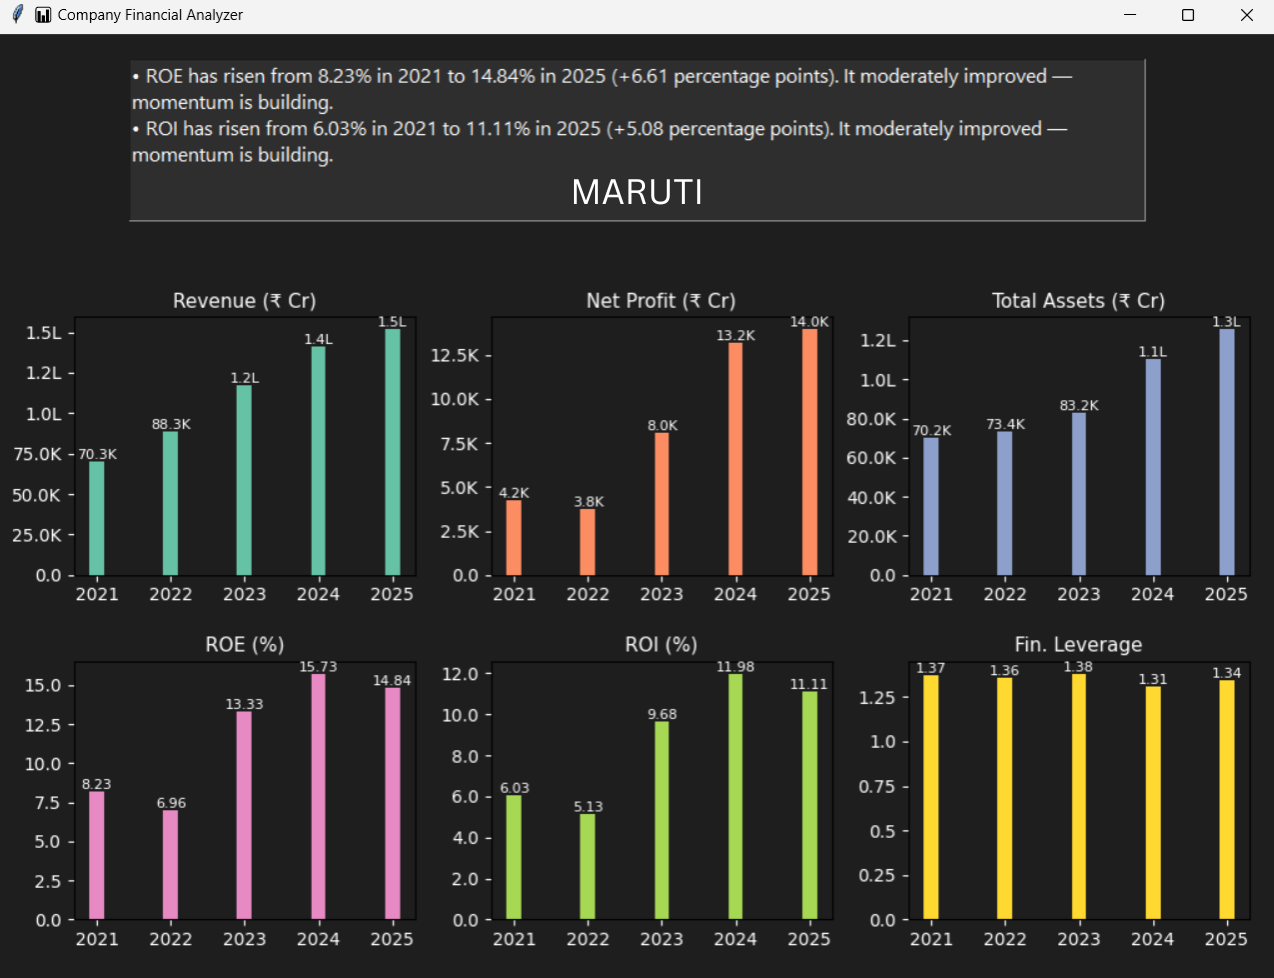 Company Financial Analyzer
• ROE has risen from 8.23% in 2021 to 14.84% in 2025 (+6.61 percentage points). It moderately improved —
momentum is building.
• ROI has risen from 6.03% in 2021 to 11.11% in 2025 (+5.08 percentage points). It moderately improved —
momentum is building.
MARUTI
Revenue (₹ Cr)
1.5L
1.2L
1.0L
75.0K
50.0K
25.0K
0.0
70.3K
88.3K
1.2L
1.4L
1.5L
2021 2022 2023 2024 2025
Net Profit (₹ Cr)
12.5K
10.0K
7.5K
5.0K
2.5K
0.0
4.2K
3.8K
8.0K
13.2K
14.0K
2021 2022 2023 2024 2025
Total Assets (₹ Cr)
1.2L
1.0L
80.0K
60.0K
40.0K
20.0K
0.0
70.2K
73.4K
83.2K
1.1L
1.3L
2021 2022 2023 2024 2025
ROE (%)
15.0
12.5
10.0
7.5
5.0
2.5
0.0
8.23
6.96
13.33
15.73
14.84
2021 2022 2023 2024 2025
ROI (%)
12.0
10.0
8.0
6.0
4.0
2.0
0.0
6.03
5.13
9.68
11.98
11.11
2021 2022 2023 2024 2025
Fin. Leverage
1.25
1.0
0.75
0.5
0.25
0.0
1.37
1.36
1.38
1.31
1.34
2021 2022 2023 2024 2025